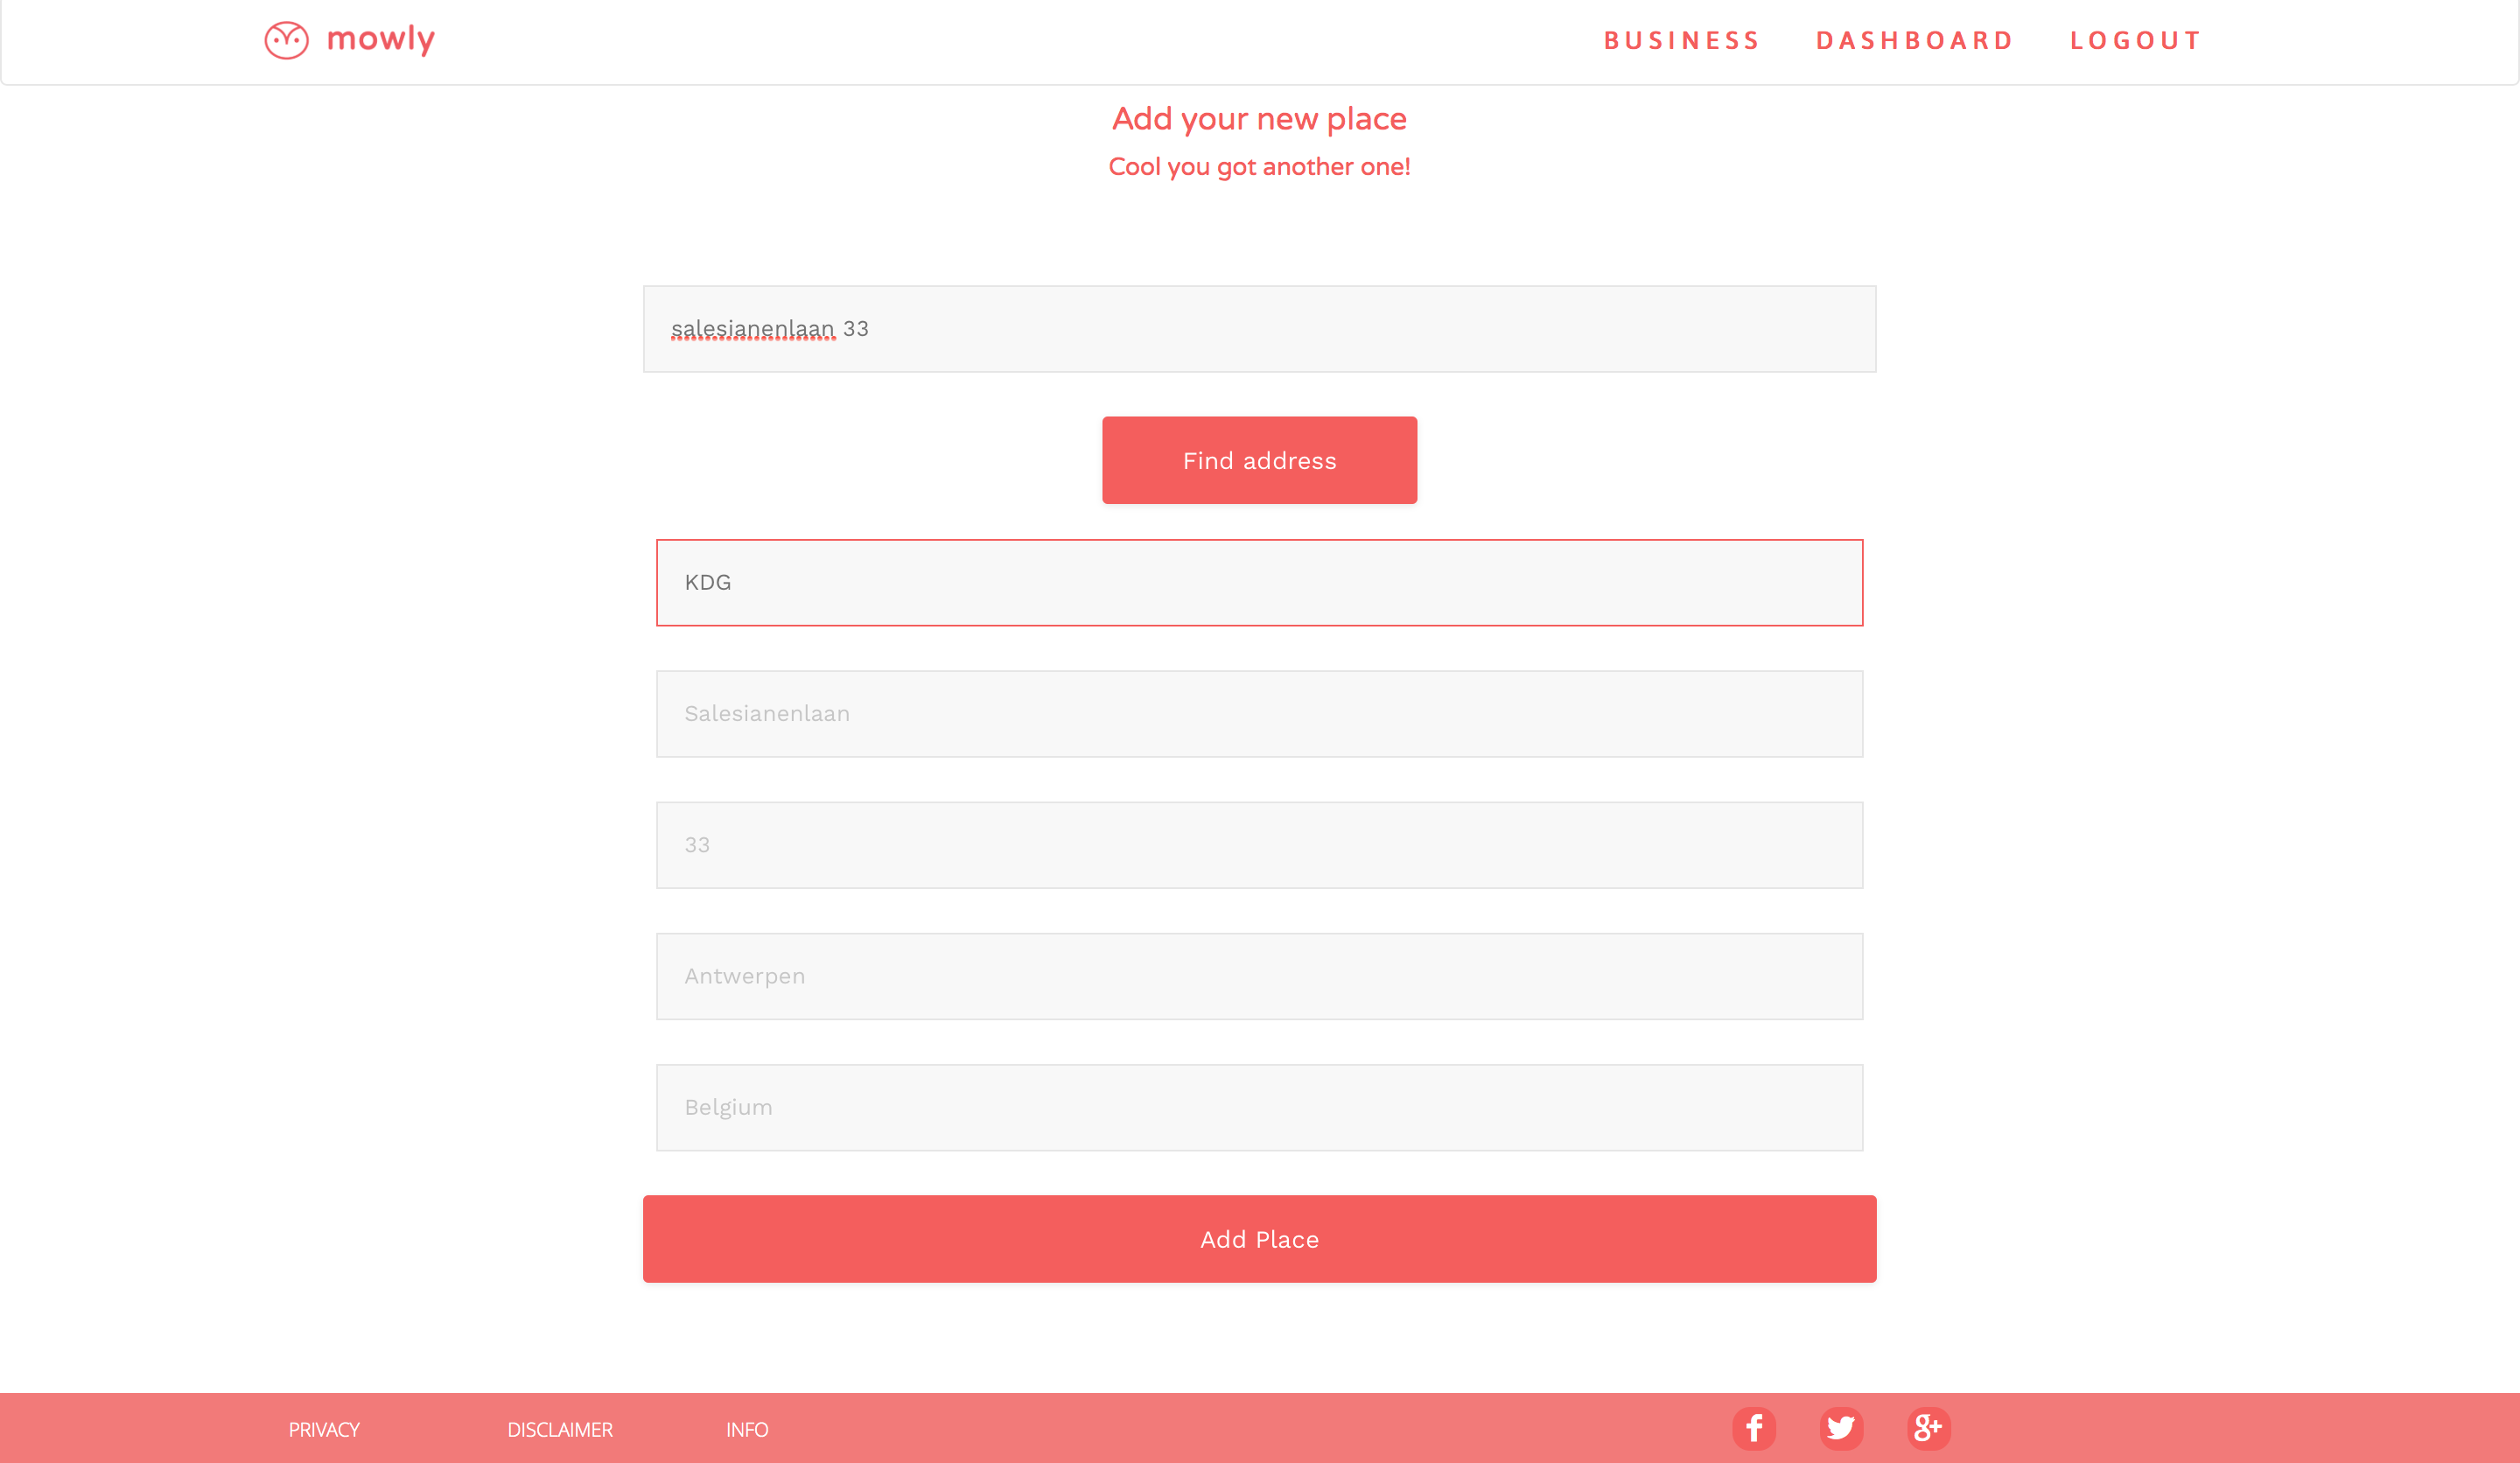 mowly BUSINESS DASHBOARD LOGOUT
Add your new place
Cool you got another one!
salesianenlaan 33
Find address
KDG
Salesianenlaan
33
Antwerpen
Belgium
Add Place
PRIVACY DISCLAIMER INFO f g+